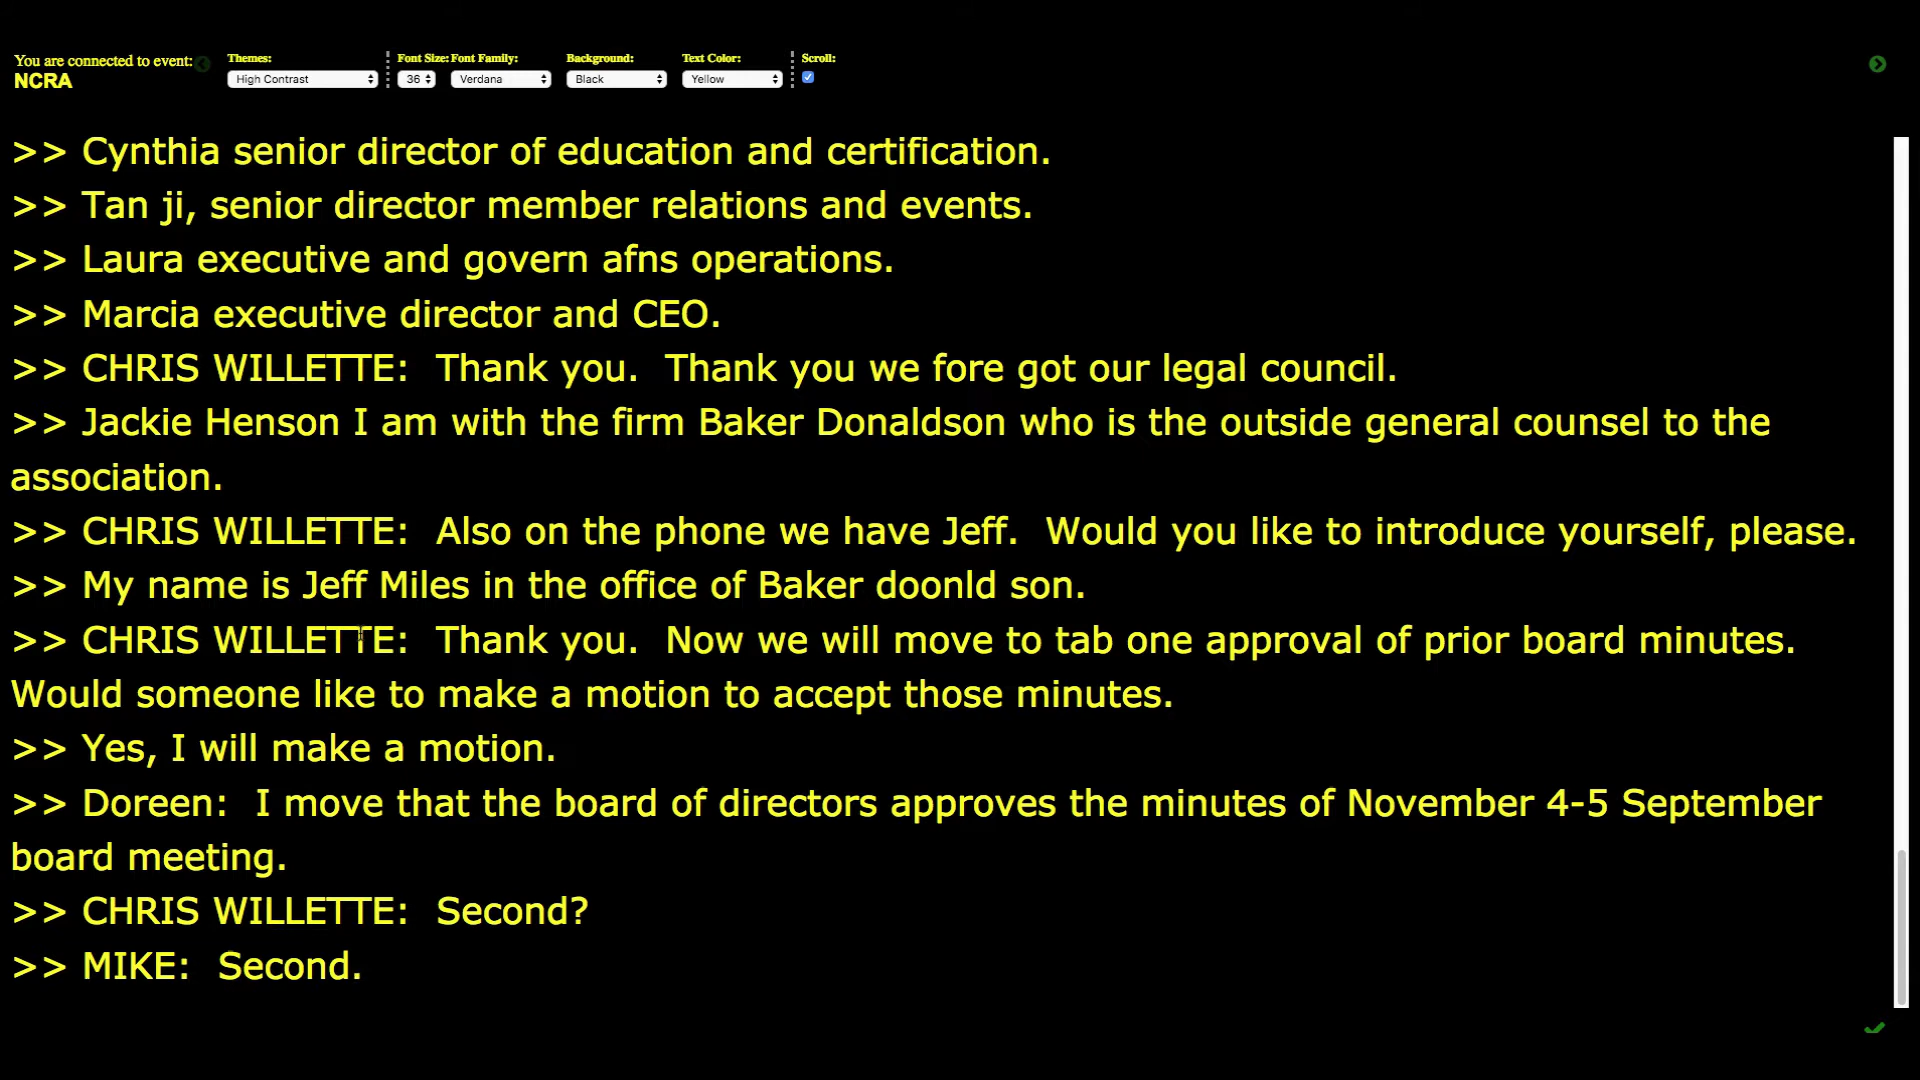 You are connected to event:
NCRA
Themes:
High Contrast
Font Size:
36
Font Family:
Verdana
Background:
Black
Text Color:
Yellow
Scroll:
>> Cynthia senior director of education and certification.
>> Tan ji, senior director member relations and events.
>> Laura executive and govern afns operations.
>> Marcia executive director and CEO.
>> CHRIS WILLETTE:  Thank you.  Thank you we fore got our legal council.
>> Jackie Henson I am with the firm Baker Donaldson who is the outside general counsel to the
association.
>> CHRIS WILLETTE:  Also on the phone we have Jeff.  Would you like to introduce yourself, please.
>> My name is Jeff Miles in the office of Baker doonld son.
>> CHRIS WILLETTE:  Thank you.  Now we will move to tab one approval of prior board minutes.
Would someone like to make a motion to accept those minutes.
>> Yes, I will make a motion.
>> Doreen:  I move that the board of directors approves the minutes of November 4-5 September
board meeting.
>> CHRIS WILLETTE:  Second?
>> MIKE:  Second.